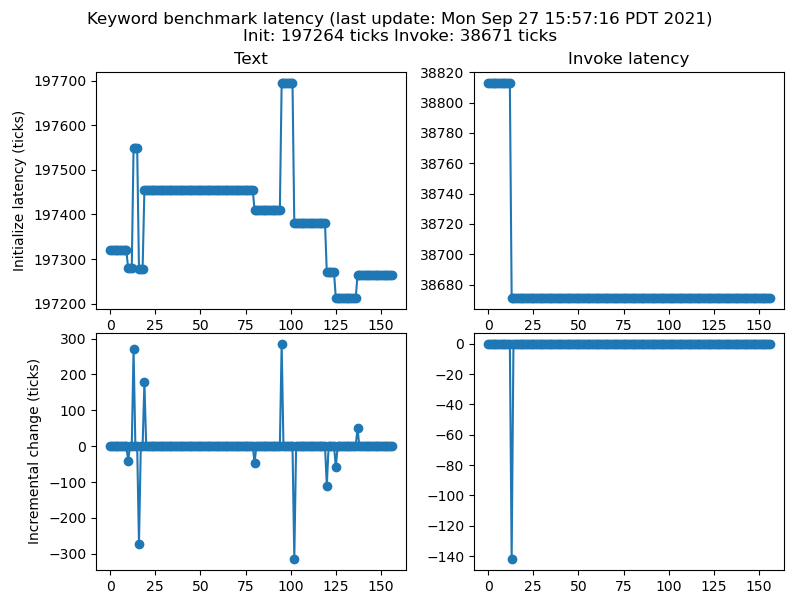 Keyword benchmark latency (last update: Mon Sep 27 15:57:16 PDT 2021)
Init: 197264 ticks Invoke: 38671 ticks
Text
Invoke latency
Initialize latency (ticks)
197700
197600
197500
197400
197300
197200
0 25 50 75 100 125 150
38820
38800
38780
38760
38740
38720
38700
38680
0 25 50 75 100 125 150
Incremental change (ticks)
300
200
100
0
−100
−200
−300
0 25 50 75 100 125 150
0
−20
−40
−60
−80
−100
−120
−140
0 25 50 75 100 125 150